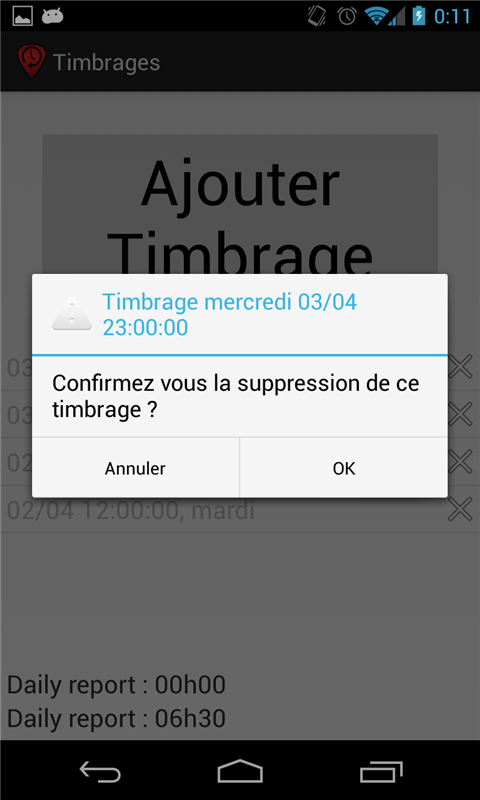 0:11
Timbrages
Ajouter
Timbrage
Timbrage mercredi 03/04
23:00:00
Confirmez vous la suppression de ce
timbrage ?
Annuler
OK
03
03
02
02/04 12:00:00, mardi
Daily report : 00h00
Daily report : 06h30